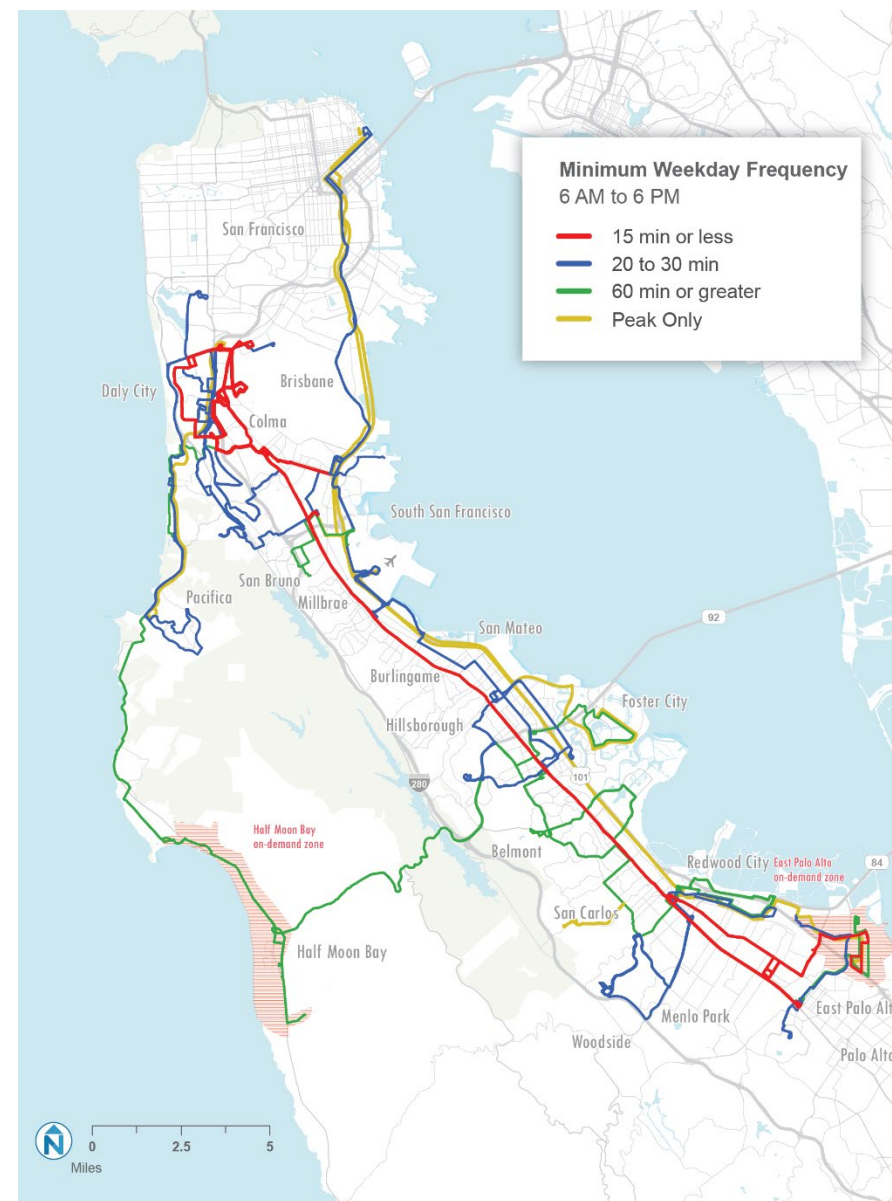 Minimum Weekday Frequency
6 AM to 6 PM
15 min or less
20 to 30 min
60 min or greater
Peak Only
San Francisco
Daly City
Brisbane
Colma
South San Francisco
San Bruno
Millbrae
Pacifica
92
San Mateo
Burlingame
Foster City
Hillsborough
101
280
Half Moon Bay
on-demand zone
Belmont
Redwood City
East Palo Alto
on-demand zone
84
San Carlos
Half Moon Bay
East Palo Alt
Menlo Park
Woodside
Palo Alto
N
0
2.5
5
Miles